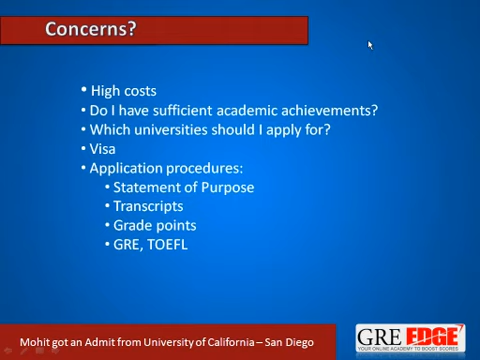 Concerns?
• High costs
• Do I have sufficient academic achievements?
• Which universities should I apply for?
• Visa
• Application procedures:
• Statement of Purpose
• Transcripts
• Grade points
• GRE, TOEFL
Mohit got an Admit from University of California – San Diego
GRE EDGE
YOUR ONLINE ACADEMY TO BOOST SCORES